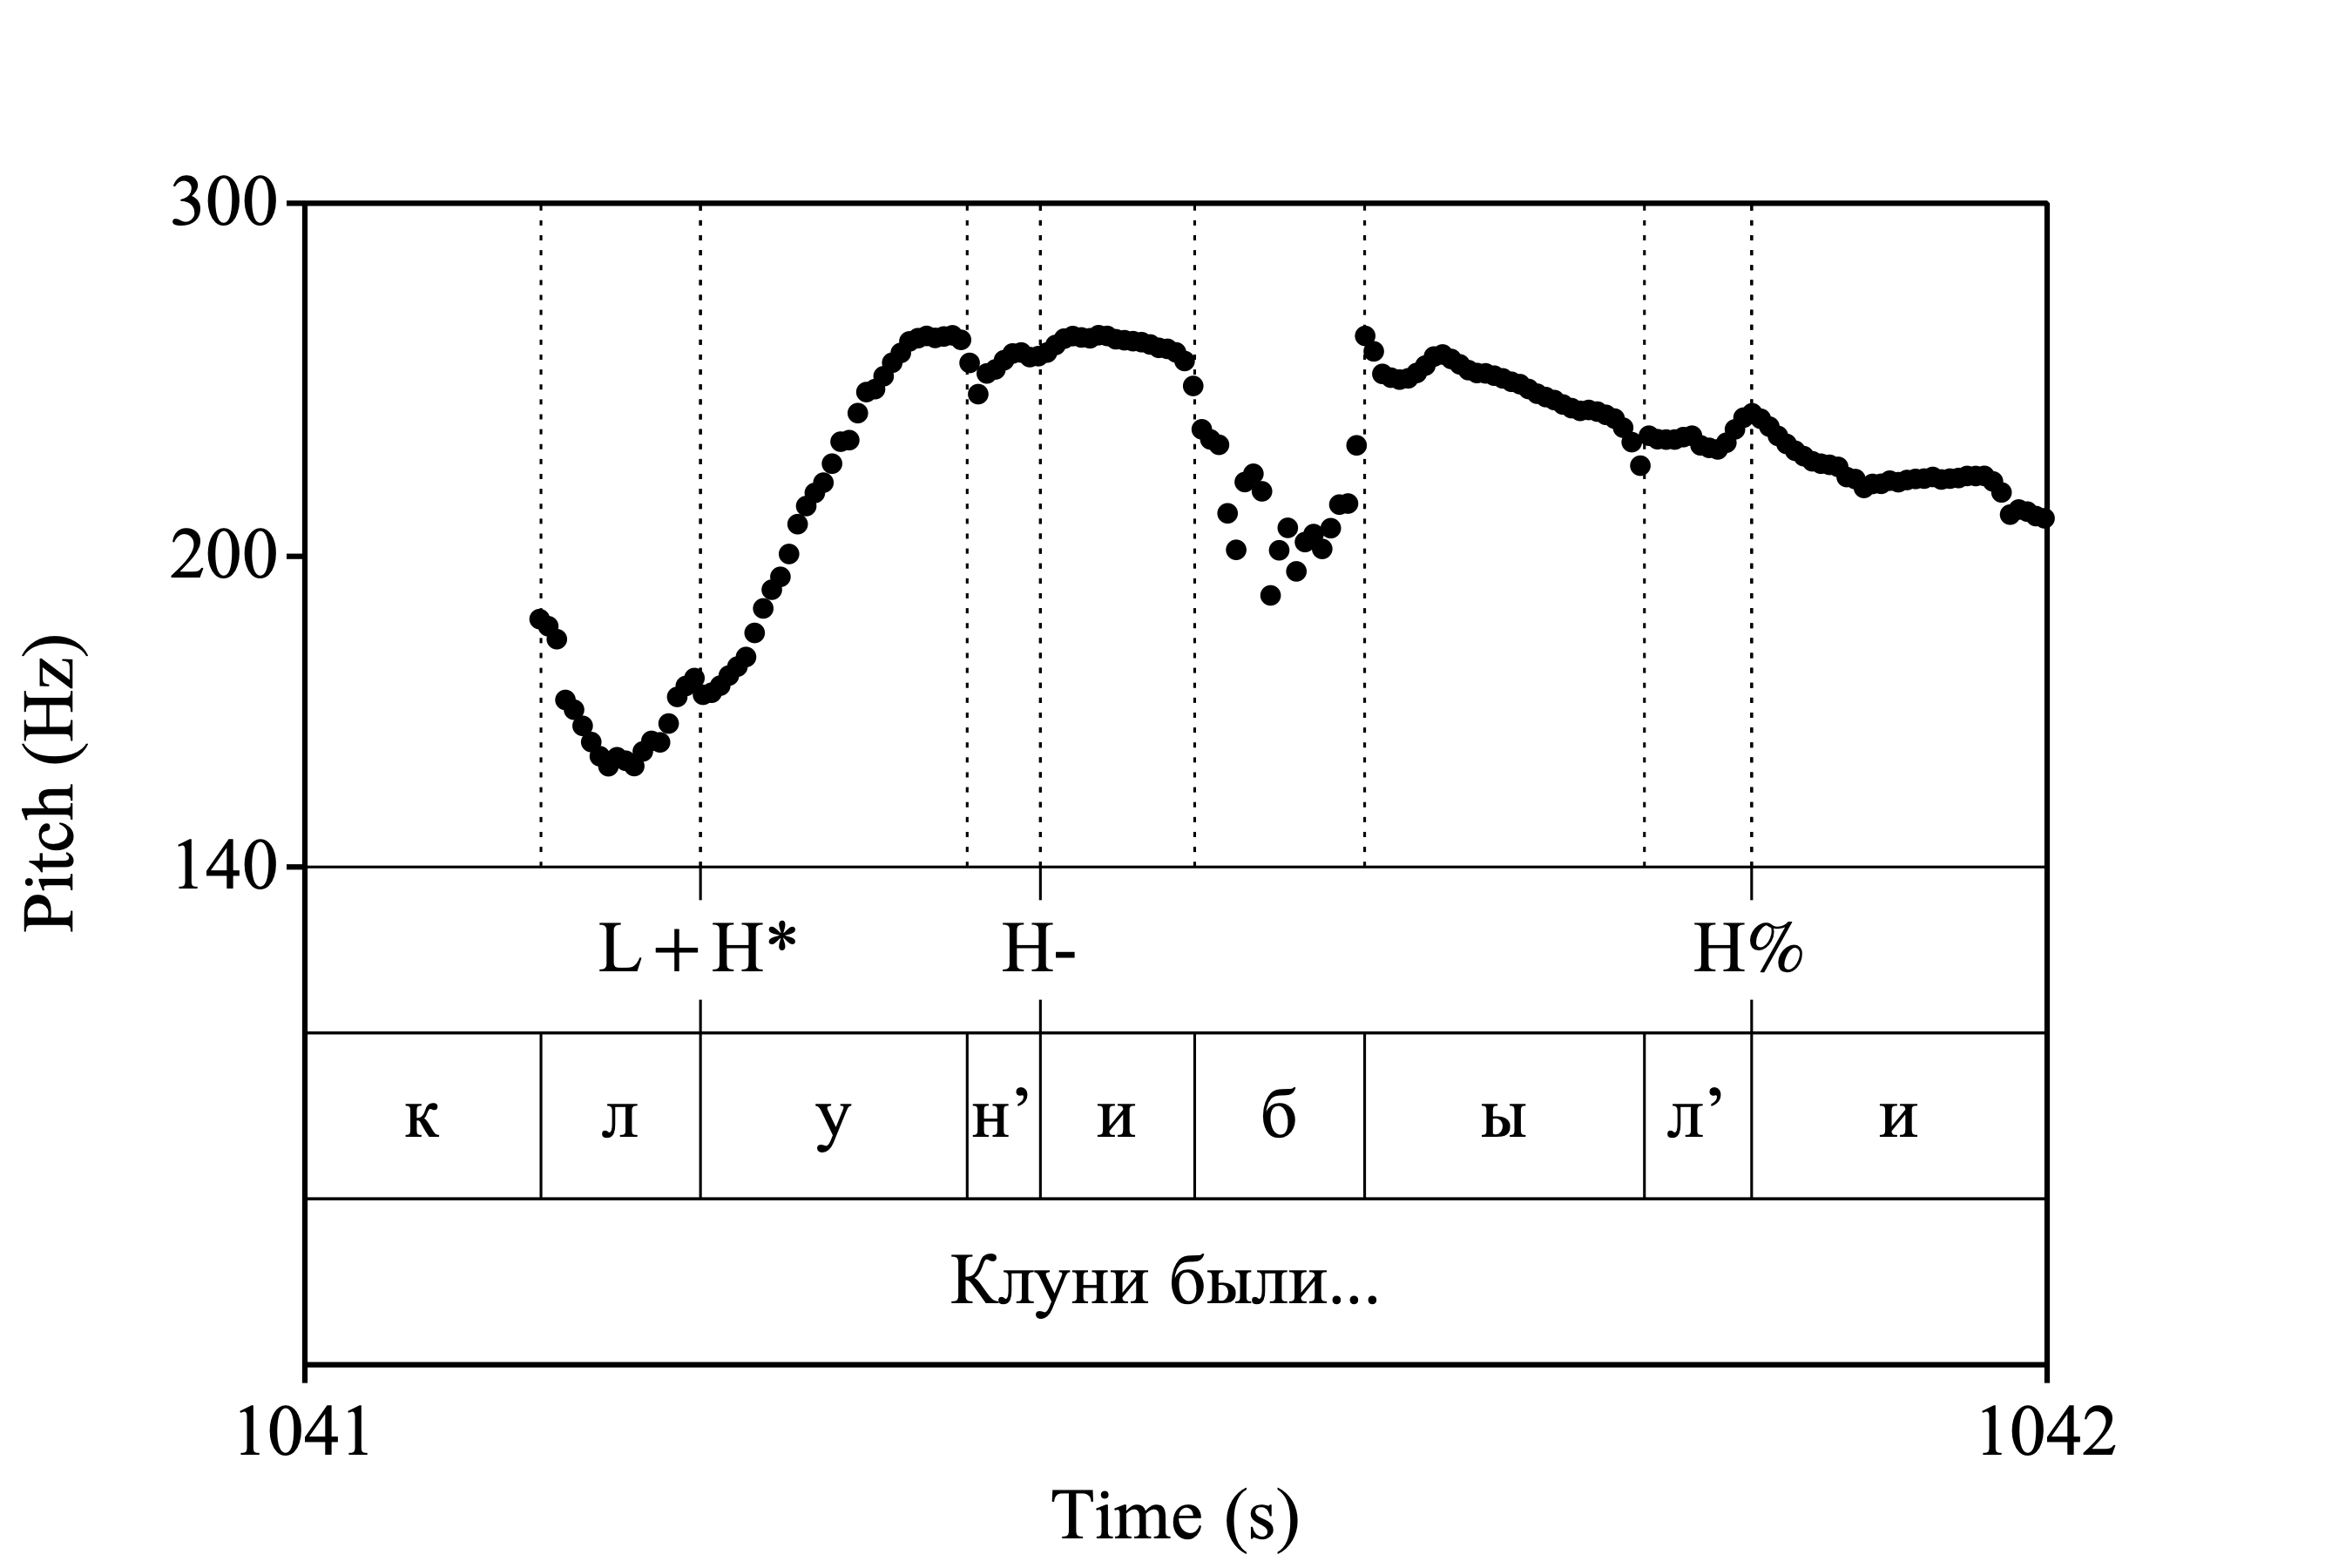 300
200
140
Pitch (Hz)
L+H* H- H%
к л у н’ и б ы л’ и
Клуни были...
1041 1042
Time (s)